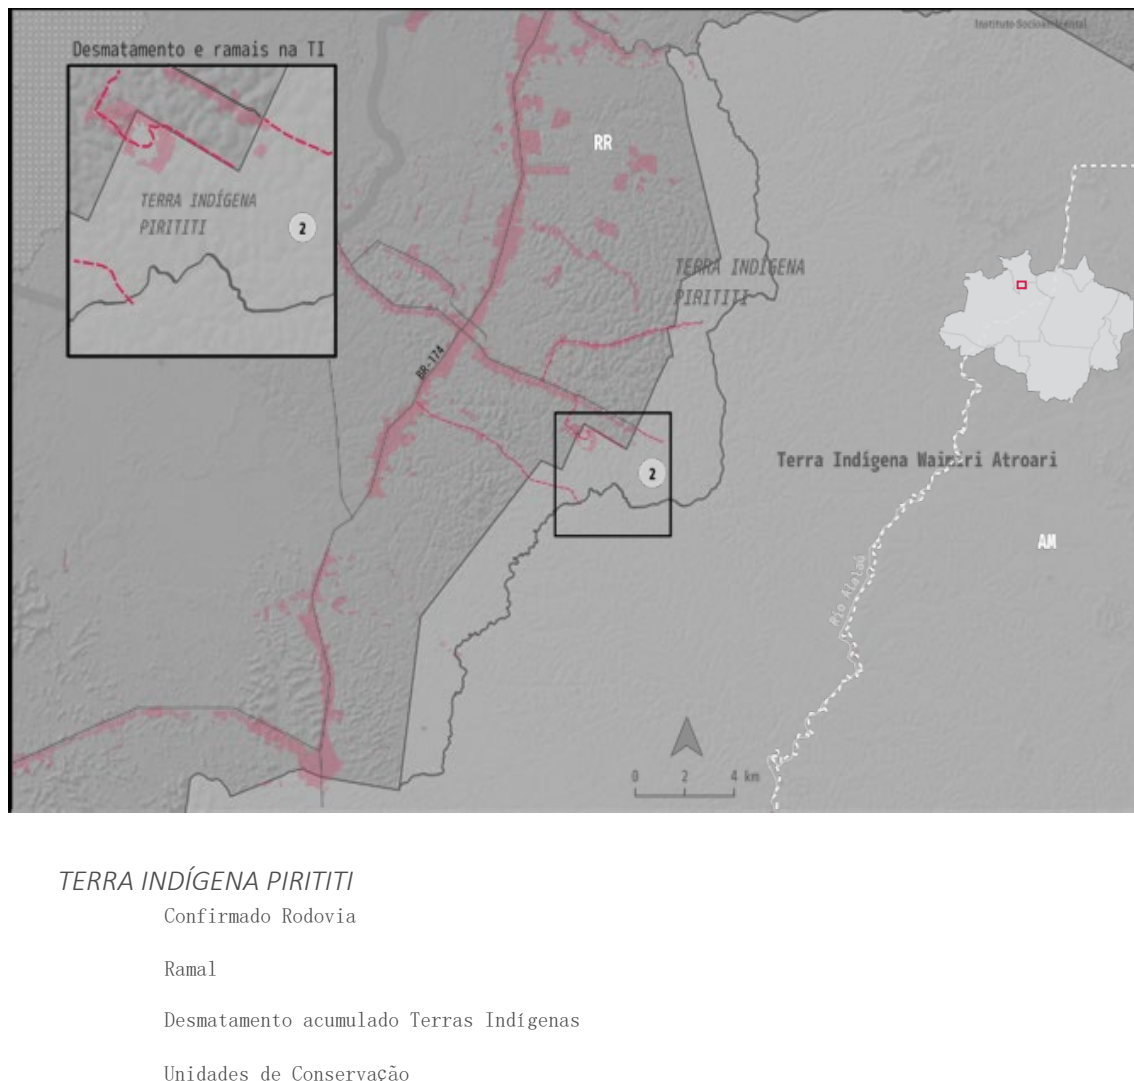 Instituto Socioambiental
Desmatamento e ramais na TI
RR
TERRA INDÍGENA
PIRITITI
2
TERRA INDÍGENA
PIRITITI
BR-174
2
Terra Indígena Waimiri Atroari
AM
Rio Alalaú
0 2 4 km
TERRA INDÍGENA PIRITITI
Confirmado Rodovia
Ramal
Desmatamento acumulado Terras Indígenas
Unidades de Conservação